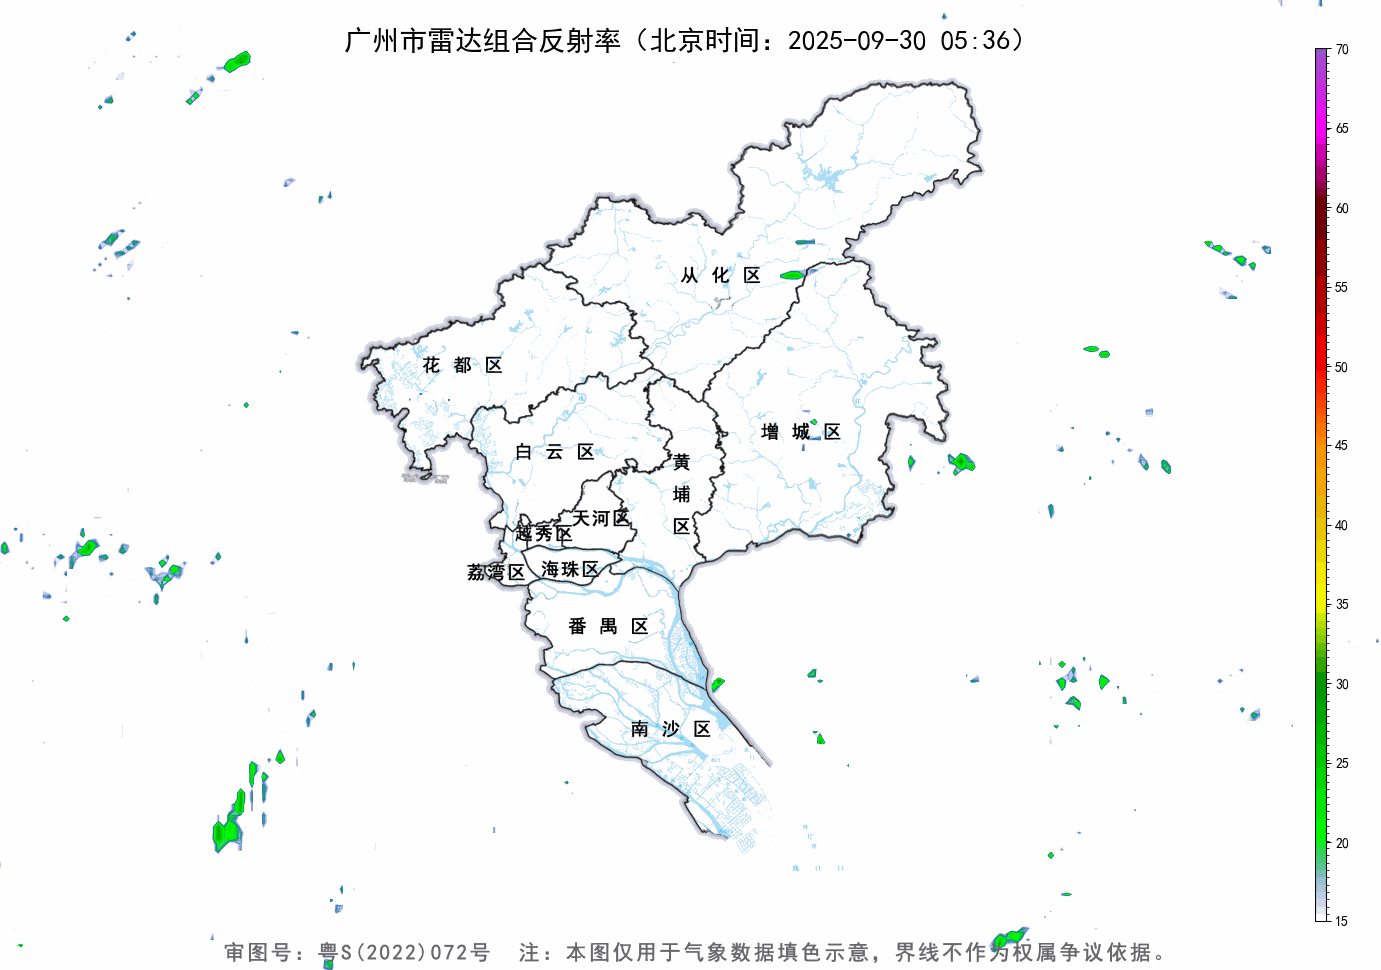 广州市雷达组合反射率（北京时间：2025-09-30 05:36）
70
65
60
55
50
45
40
35
30
25
20
15
从化区
花都区
增城区
白云区
黄埔区
天河区
越秀区
荔湾区
海珠区
番禺区
南沙区
审图号：粤S(2022)072号 注：本图仅用于气象数据填色示意，界线不作为权属争议依据。